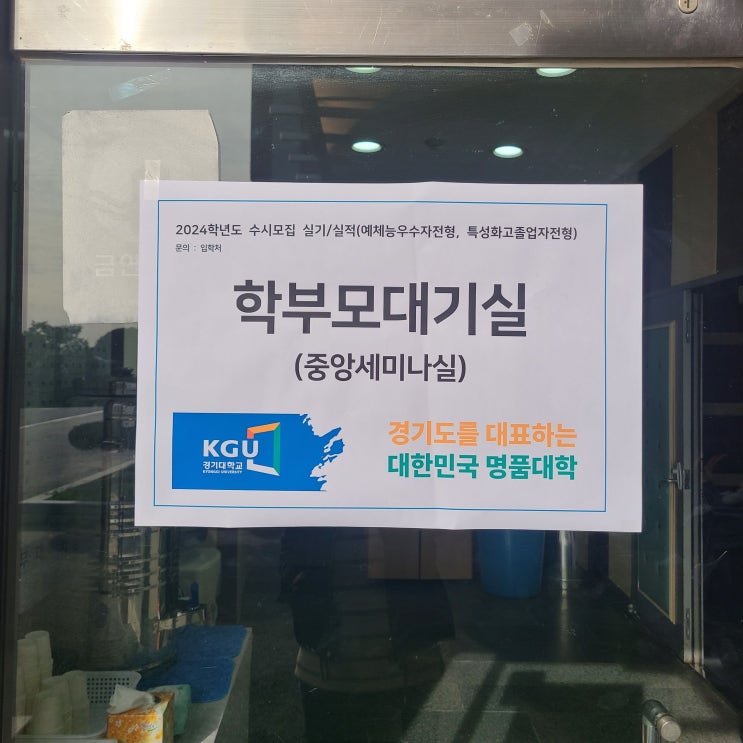 2024학년도 수시모집 실기/실적(예체능우수자전형, 특성화고졸업자전형)
문의 : 입학처
학부모대기실
(중앙세미나실)
KGU
경기대학교
KYONGGI UNIVERSITY
경기도를 대표하는
대한민국 명품대학
금연